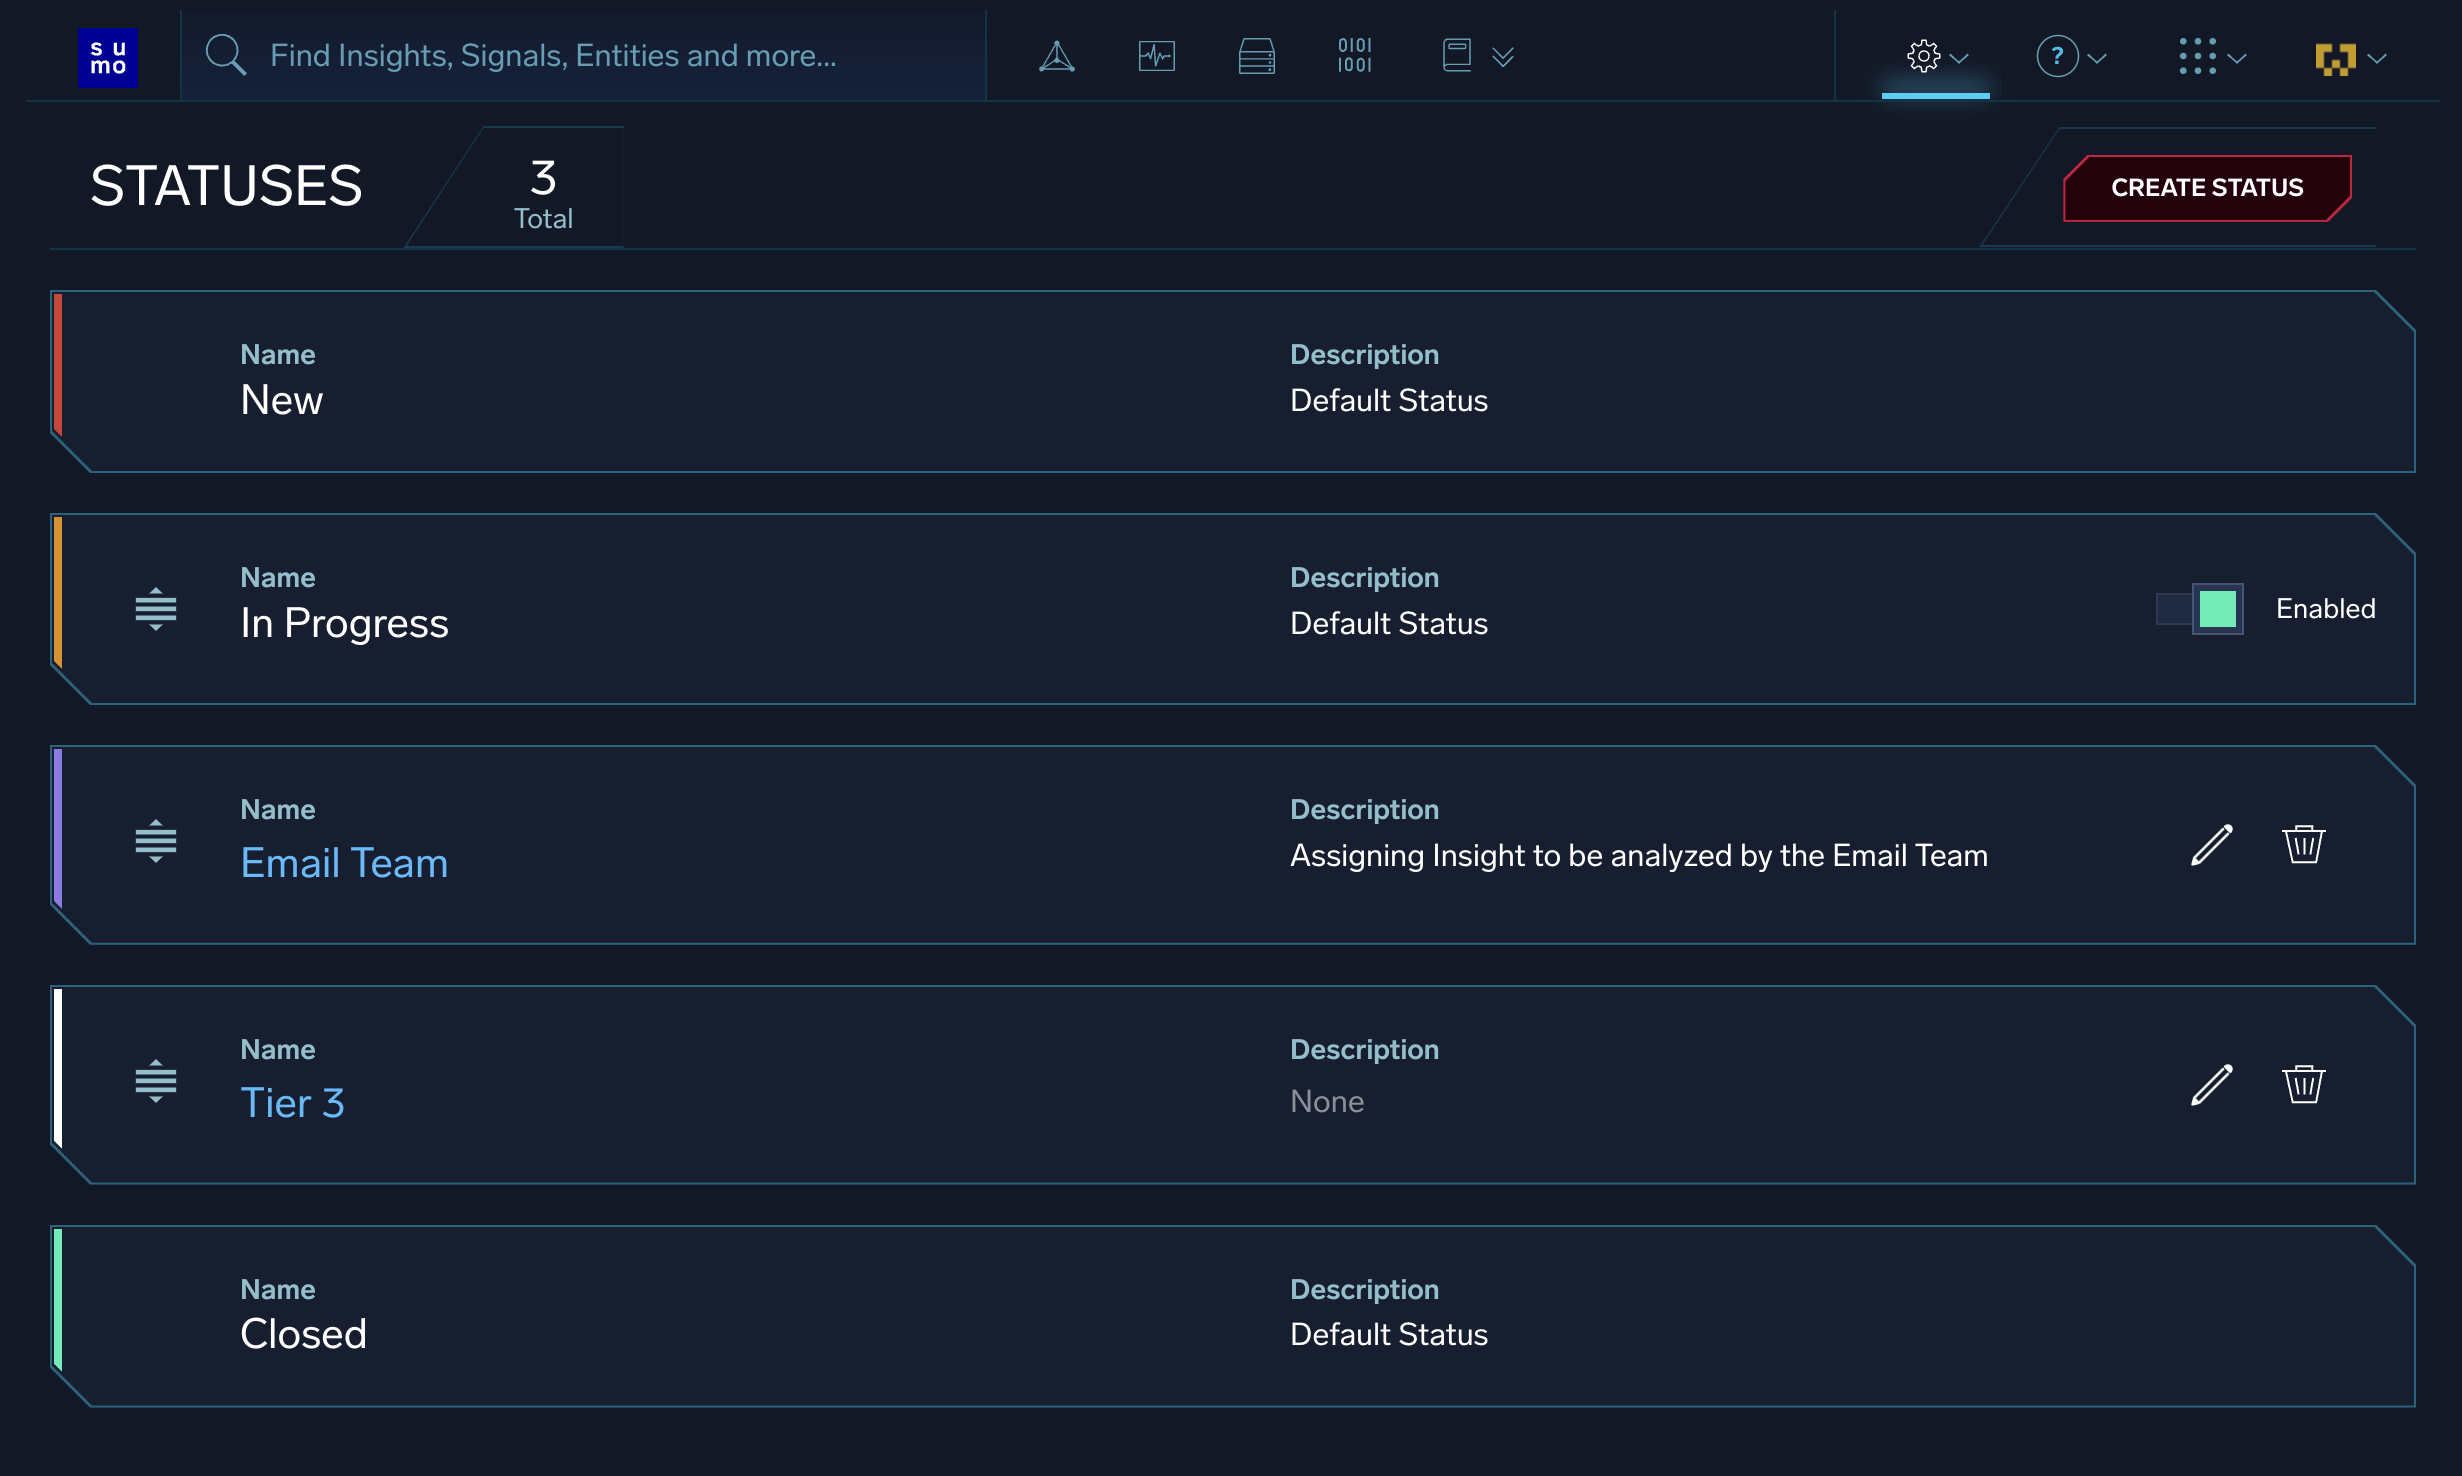 s u
mo
Find Insights, Signals, Entities and more...
0101
1001
?
STATUSES
3
Total
CREATE STATUS
Name
New
Description
Default Status
Name
In Progress
Description
Default Status
Enabled
Name
Email Team
Description
Assigning Insight to be analyzed by the Email Team
Name
Tier 3
Description
None
Name
Closed
Description
Default Status